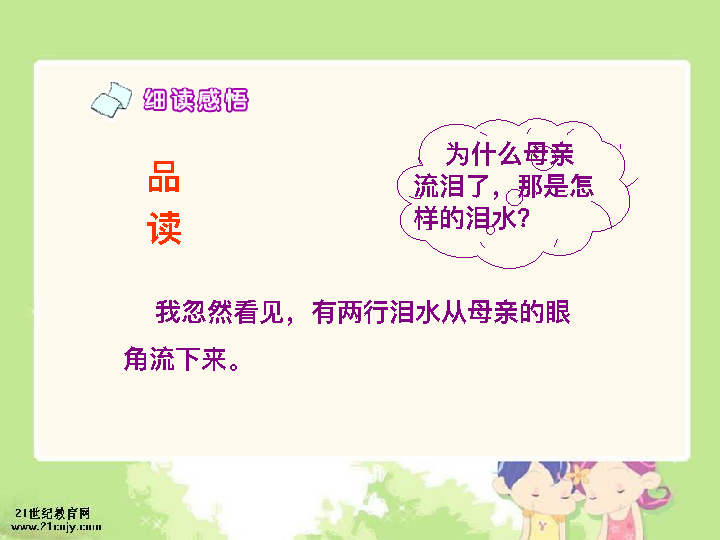 细读感悟
品
读
为什么母亲
流泪了，那是怎
样的泪水?
我忽然看见，有两行泪水从母亲的眼
角流下来。
21世纪教育网
www.21cnjy.com